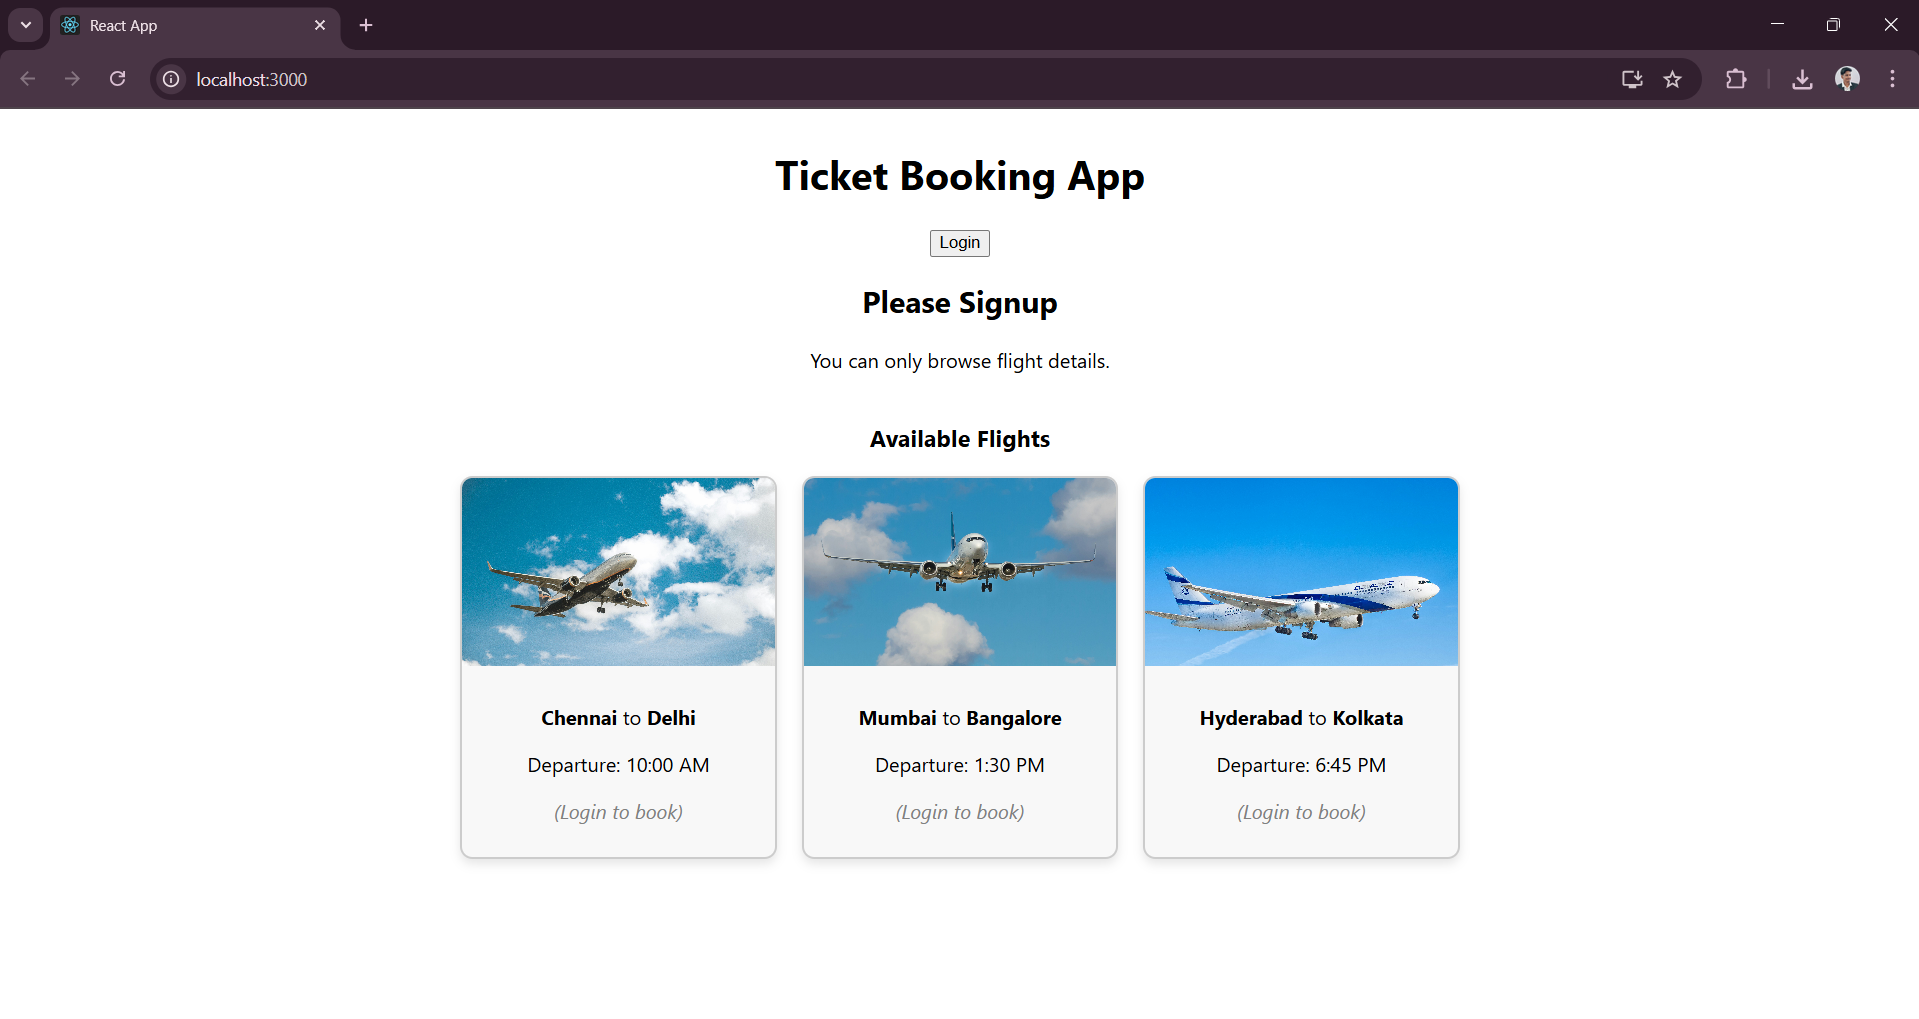 React App
localhost:3000
Ticket Booking App
Login
Please Signup
You can only browse flight details.
Available Flights
Chennai to Delhi
Departure: 10:00 AM
(Login to book)
Mumbai to Bangalore
Departure: 1:30 PM
(Login to book)
Hyderabad to Kolkata
Departure: 6:45 PM
(Login to book)